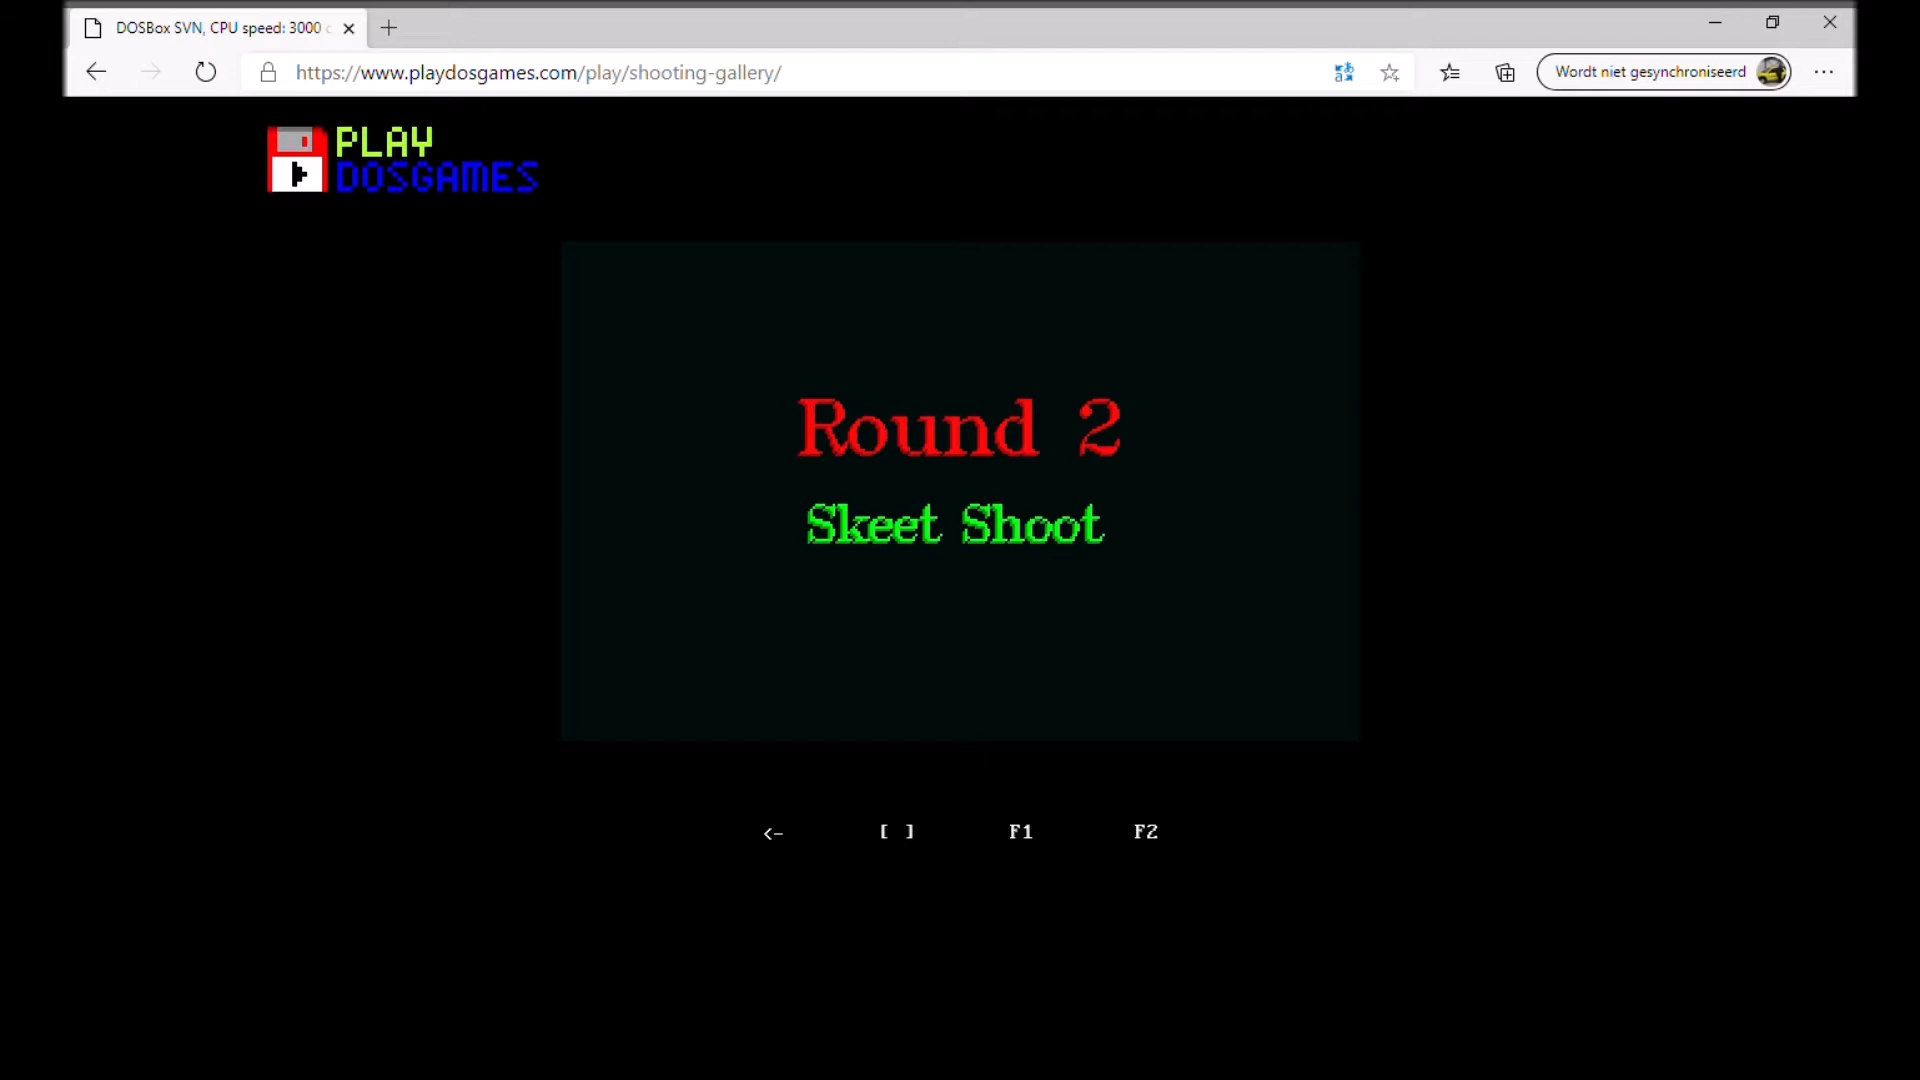 DOSBox SVN, CPU speed: 3000
https://www.playdosgames.com/play/shooting-gallery/
Wordt niet gesynchroniseerd
PLAY
DOSGAMES
Round 2
Skeet Shoot
<- [ ] F1 F2